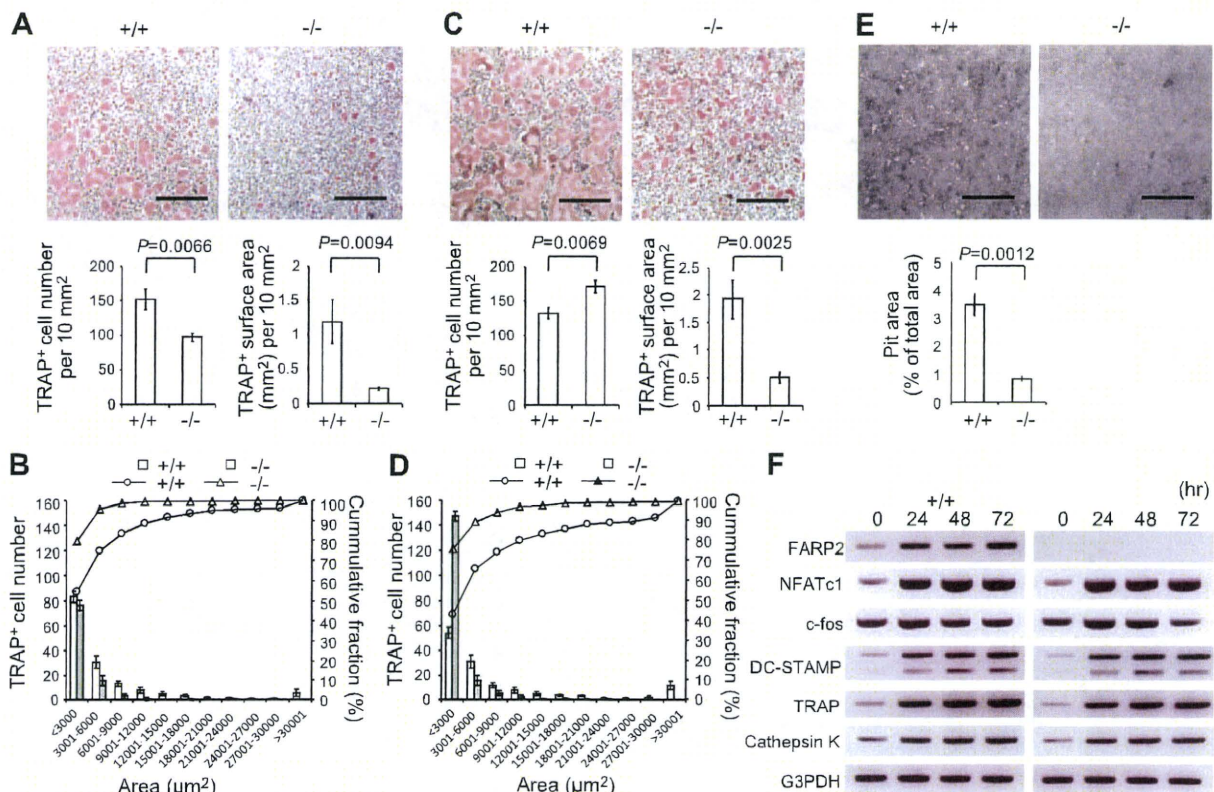 A
+/+
-/-
C
+/+
-/-
E
+/+
-/-
P=0.0066
TRAP+ cell number
per 10 mm2
200
150
100
50
0
+/+ -/-
P=0.0094
TRAP+ surface area
(mm2) per 10 mm2
2
1.5
1
0.5
0
+/+ -/-
P=0.0069
TRAP+ cell number
per 10 mm2
200
150
100
50
0
+/+ -/-
P=0.0025
TRAP+ surface area
(mm2) per 10 mm2
2.5
2
1.5
1
0.5
0
+/+ -/-
P=0.0012
Pit area
(% of total area)
5
4
3
2
1
0
+/+ -/-
B
+/+ -/-
+/+ -/-
TRAP+ cell number
160
140
120
100
80
60
40
20
0
100
90
80
70
60
50
40
30
20
10
0
Cummulative fraction (%)
<3000
3001-6000
6001-9000
9001-12000
12001-15000
15001-18000
18001-21000
21001-24000
24001-27000
27001-30000
>30001
Area (µm2)
D
+/+ -/-
+/+ -/-
TRAP+ cell number
160
140
120
100
80
60
40
20
0
100
90
80
70
60
50
40
30
20
10
0
Cummulative fraction (%)
<3000
3001-6000
6001-9000
9001-12000
12001-15000
15001-18000
18001-21000
21001-24000
24001-27000
27001-30000
>30001
Area (µm2)
F
(hr)
+/+
0 24 48 72 0 24 48 72
FARP2
NFATc1
c-fos
DC-STAMP
TRAP
Cathepsin K
G3PDH